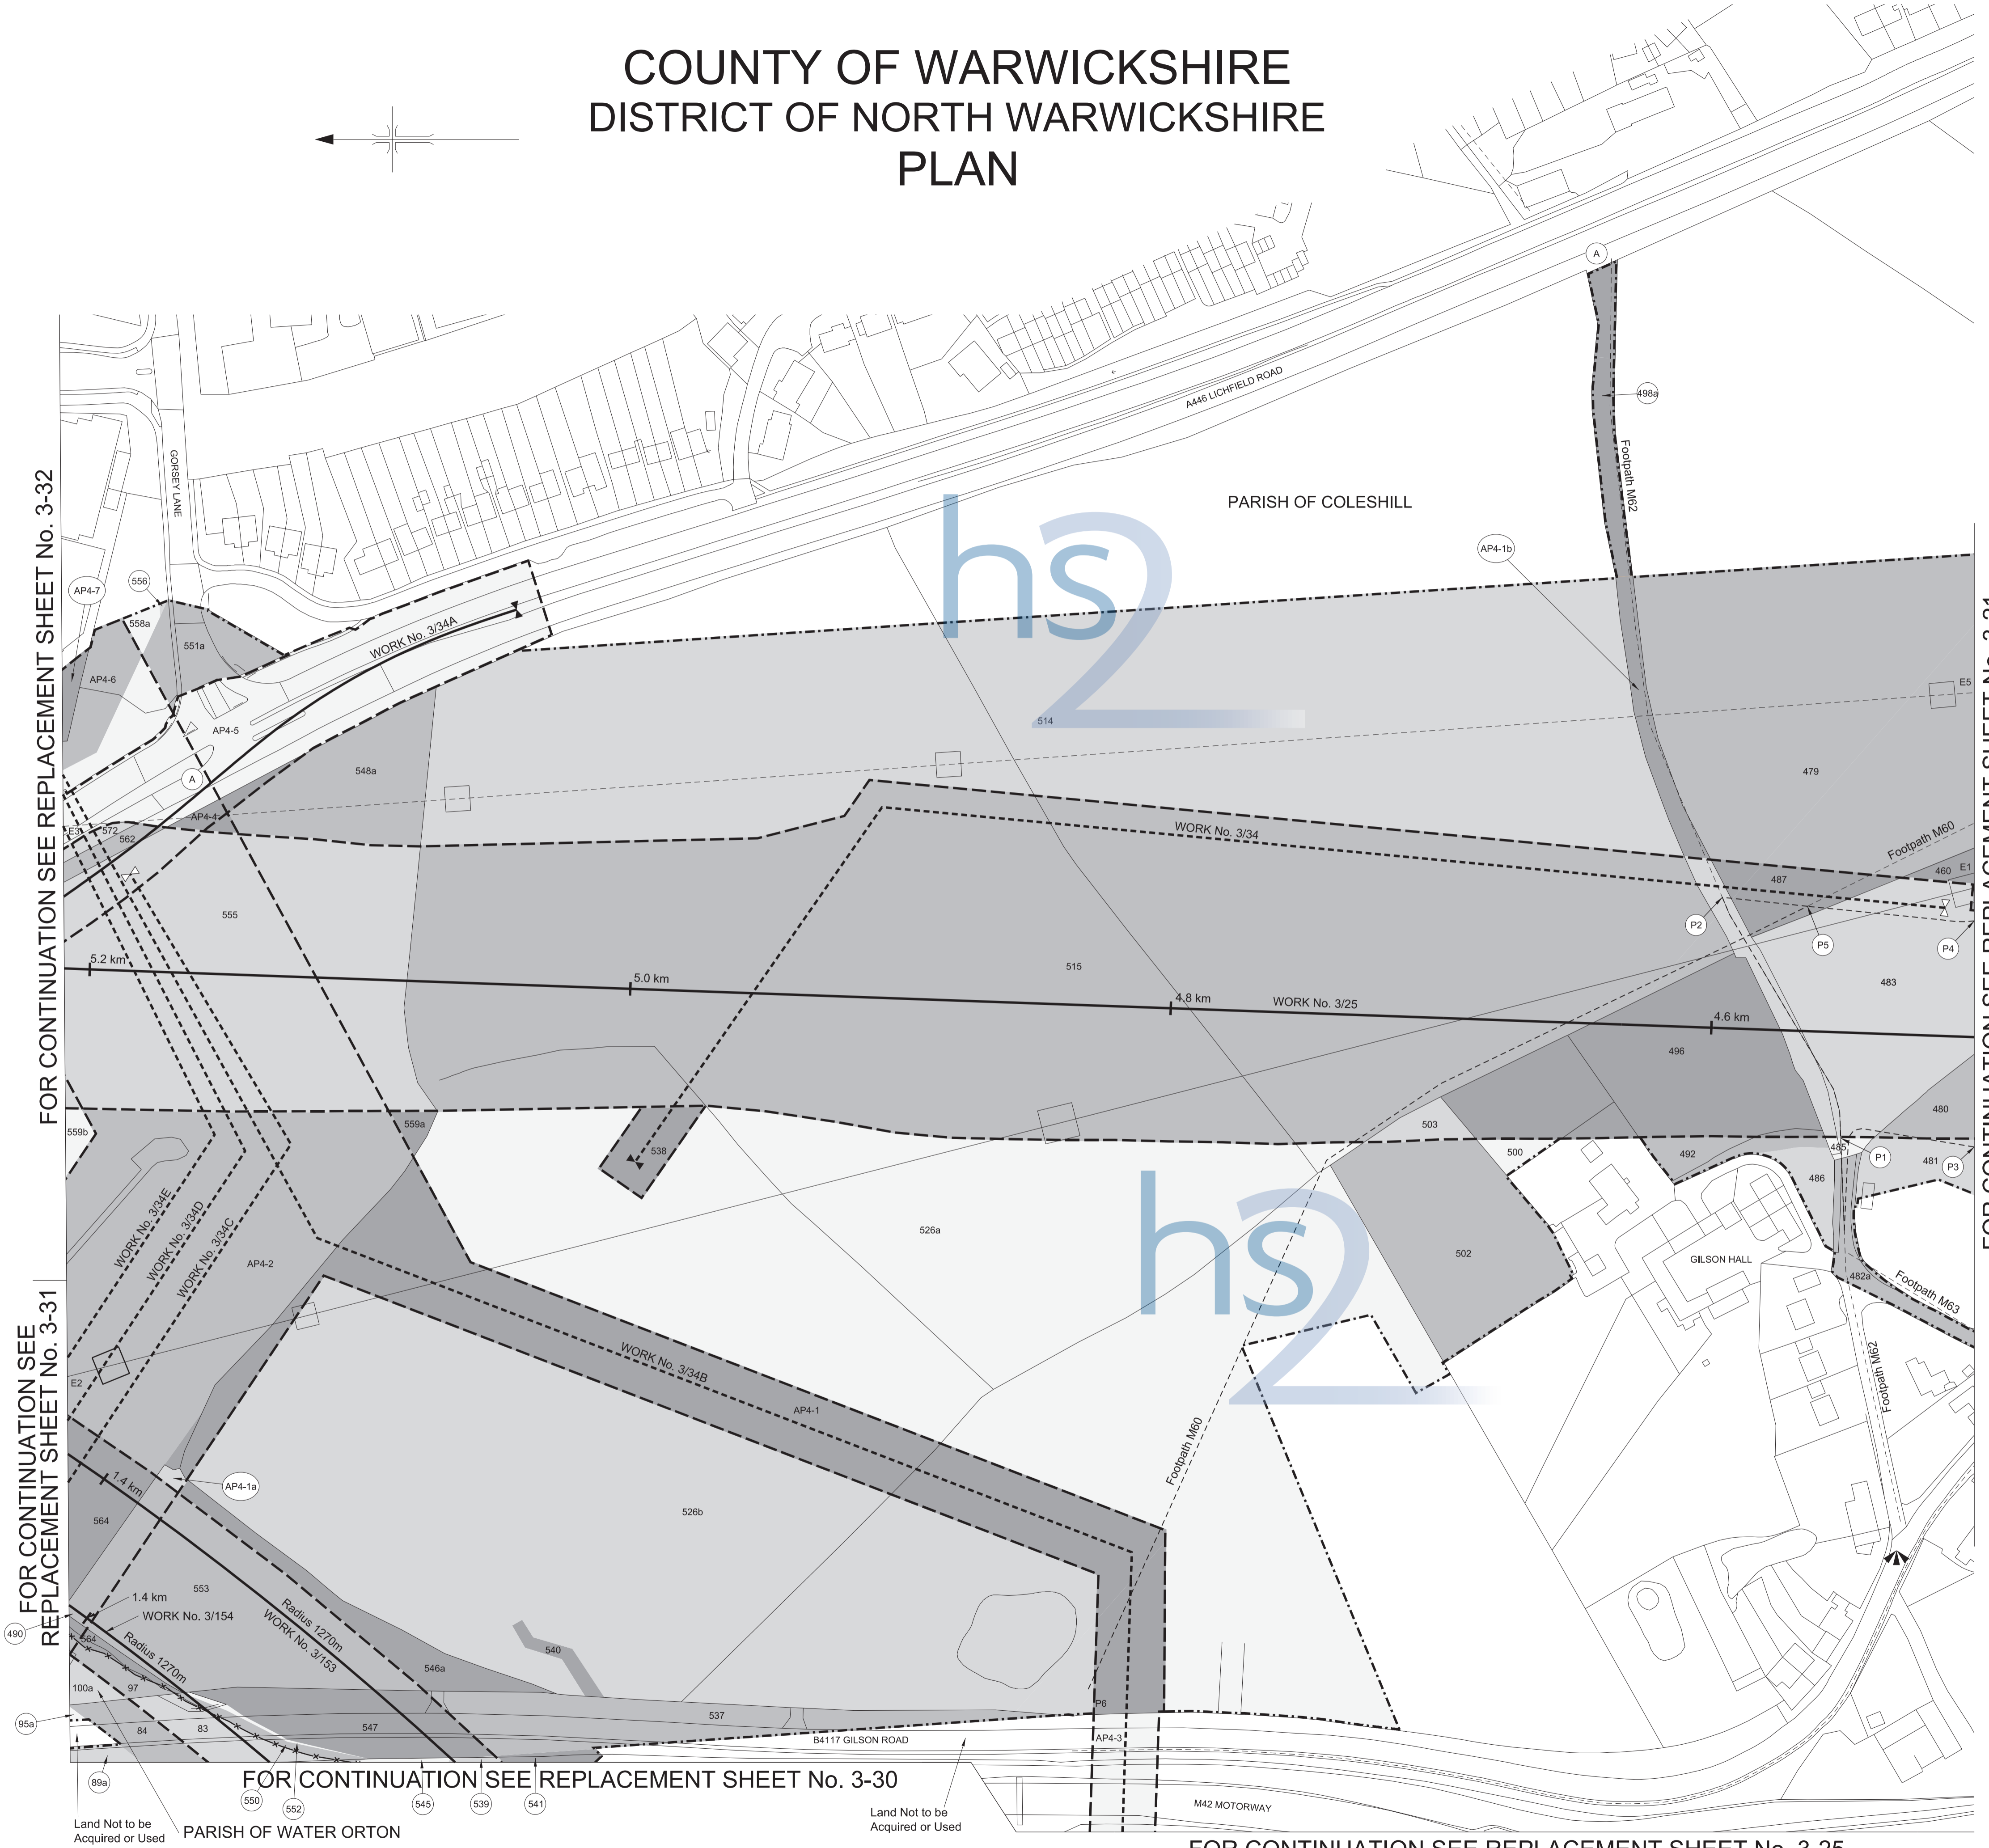 COUNTY OF WARWICKSHIRE
DISTRICT OF NORTH WARWICKSHIRE
PLAN
A
498a
A446 LICHFIELD ROAD
Footpath M62
GORSEY LANE
PARISH OF COLESHILL
hs2
FOR CONTINUATION SEE REPLACEMENT SHEET No. 3-32
AP4-1b
AP4-7
556
558a
551a
WORK No. 3/34A
AP4-6
E5
AP4-5
514
548a
479
A
AP4-4
E3
572
562
WORK No. 3/34
Footpath M60
487
460
E1
555
P2
P5
P4
5.2 km
5.0 km
515
4.8 km
WORK No. 3/25
4.6 km
483
496
480
559b
559a
538
503
500
492
485
P1
481
P3
486
WORK No. 3/34E
WORK No. 3/34D
WORK No. 3/34C
526a
hs2
502
GILSON HALL
482a
Footpath M63
AP4-2
E2
WORK No. 3/34B
AP4-1
Footpath M62
Footpath M60
FOR CONTINUATION SEE
REPLACEMENT SHEET No. 3-31
1.4 km
AP4-1a
526b
564
553
1.4 km
WORK No. 3/154
Radius 1270m
WORK No. 3/153
490
564
Radius 1270m
540
546a
100a
97
95a
84
83
547
537
P6
B4117 GILSON ROAD
AP4-3
89a
FOR CONTINUATION SEE REPLACEMENT SHEET No. 3-30
550
552
545
539
541
Land Not to be
Acquired or Used
PARISH OF WATER ORTON
Land Not to be
Acquired or Used
M42 MOTORWAY